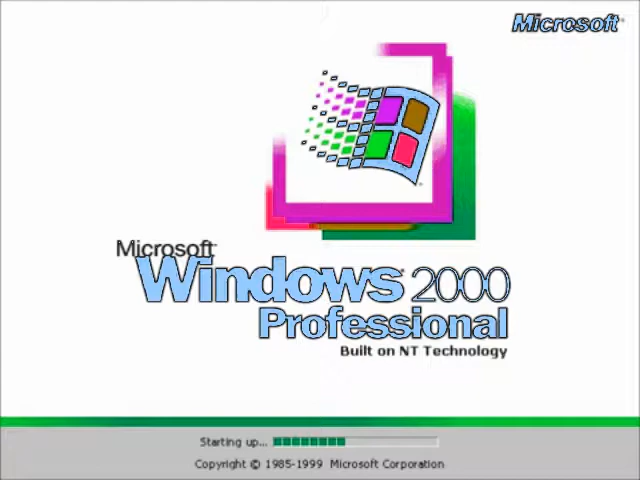 Microsoft
Microsoft
Windows 2000
Professional
Built on NT Technology
Starting up...
Copyright © 1985-1999 Microsoft Corporation